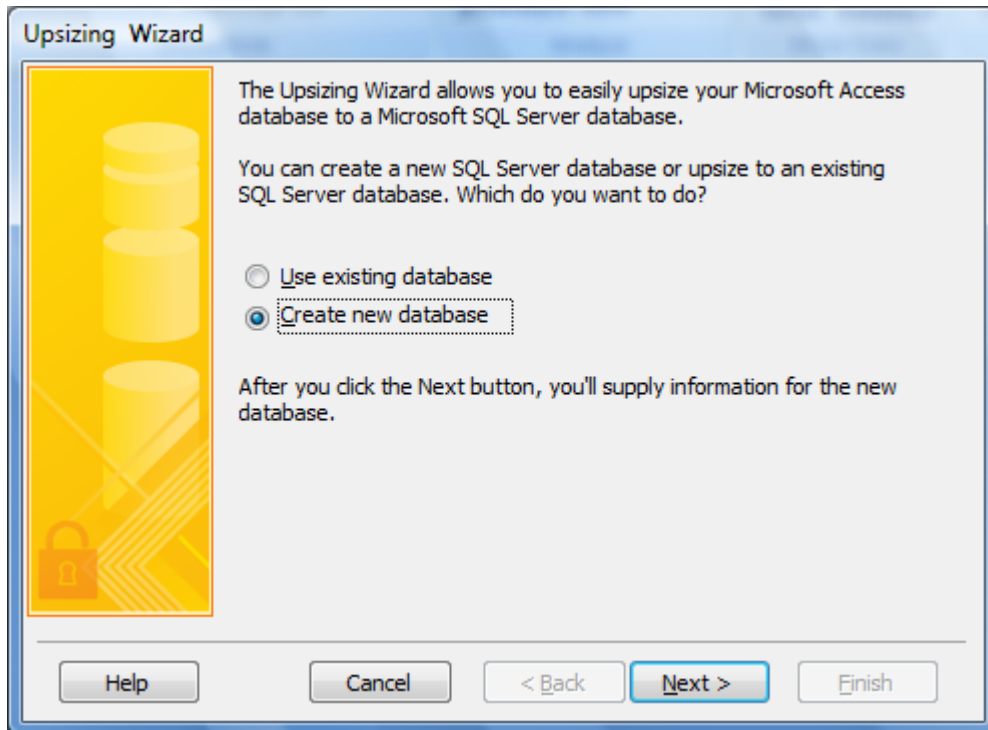 Upsizing Wizard
The Upsizing Wizard allows you to easily upsize your Microsoft Access
database to a Microsoft SQL Server database.
You can create a new SQL Server database or upsize to an existing
SQL Server database. Which do you want to do?
Use existing database
Create new database
After you click the Next button, you'll supply information for the new
database.
Help Cancel < Back Next > Finish